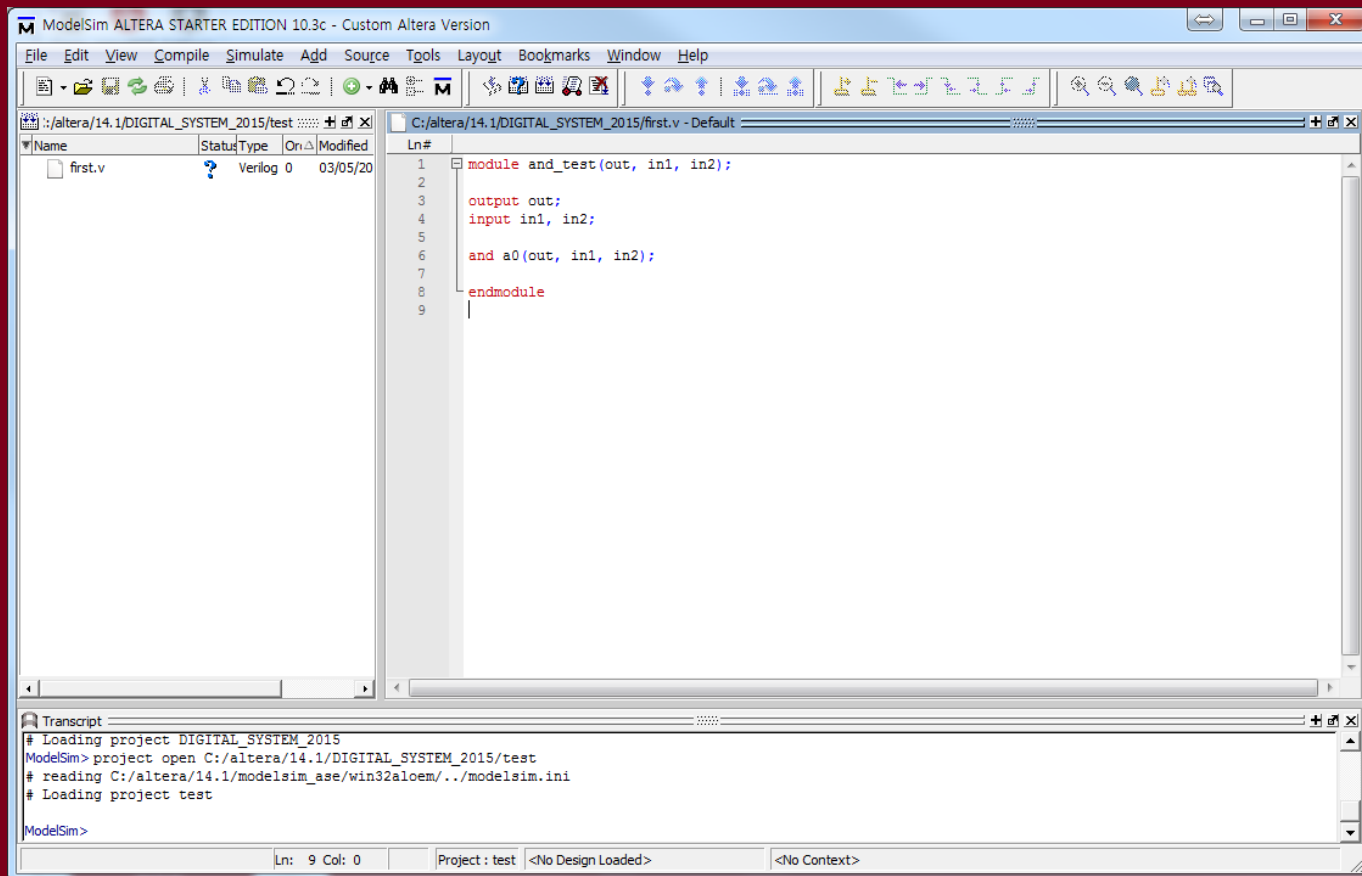 ModelSim ALTERA STARTER EDITION 10.3c - Custom Altera Version
File Edit View Compile Simulate Add Source Tools Layout Bookmarks Window Help
:/altera/14.1/DIGITAL_SYSTEM_2015/test
Name Status Type Or Modified
first.v Verilog 0 03/05/20
C:/altera/14.1/DIGITAL_SYSTEM_2015/first.v - Default
Ln#
1 module and_test(out, in1, in2);
2
3 output out;
4 input in1, in2;
5
6 and a0(out, in1, in2);
7
8 endmodule
9
Transcript
# Loading project DIGITAL_SYSTEM_2015
ModelSim> project open C:/altera/14.1/DIGITAL_SYSTEM_2015/test
# reading C:/altera/14.1/modelsim_ase/win32aloem/../modelsim.ini
# Loading project test
ModelSim>
Ln: 9 Col: 0 Project : test <No Design Loaded> <No Context>